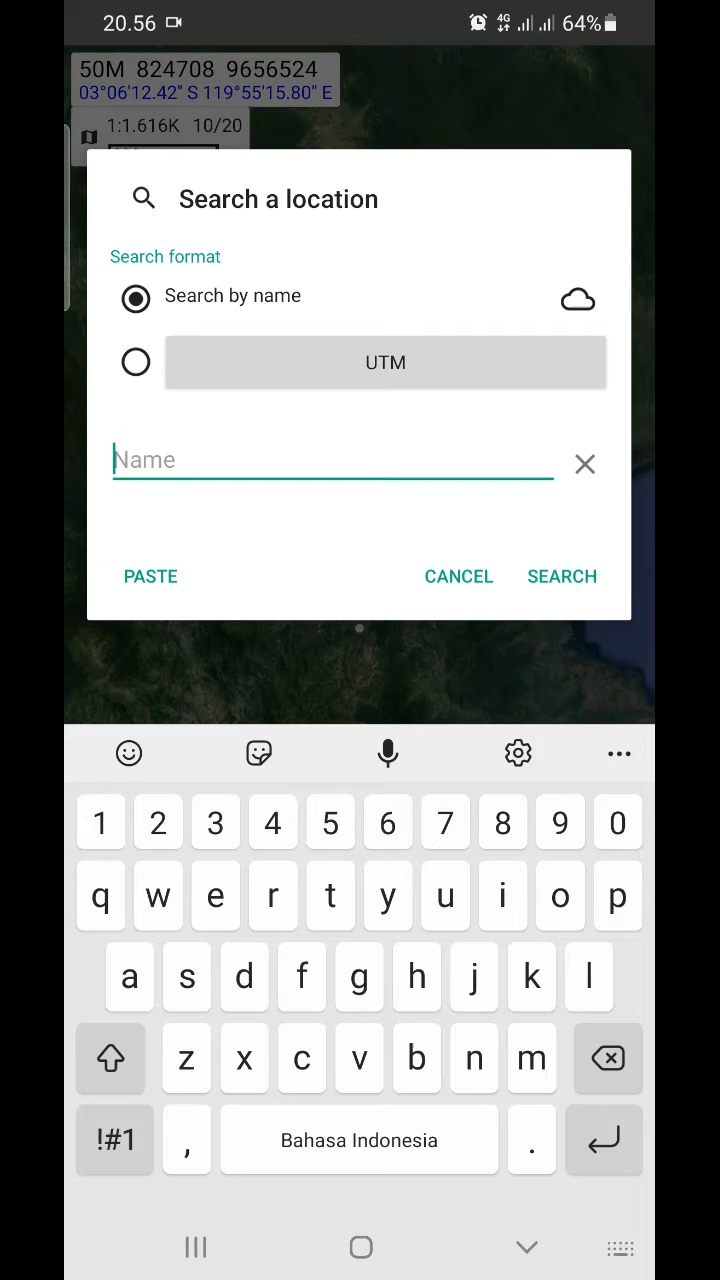 20.56
4G
64%
50M 824708 9656524
03°06'12.42" S 119°55'15.80" E
1:1.616K 10/20
Search a location
Search format
Search by name
UTM
Name
PASTE CANCEL SEARCH
1 2 3 4 5 6 7 8 9 0
q w e r t y u i o p
a s d f g h j k l
z x c v b n m
!#1 , Bahasa Indonesia .